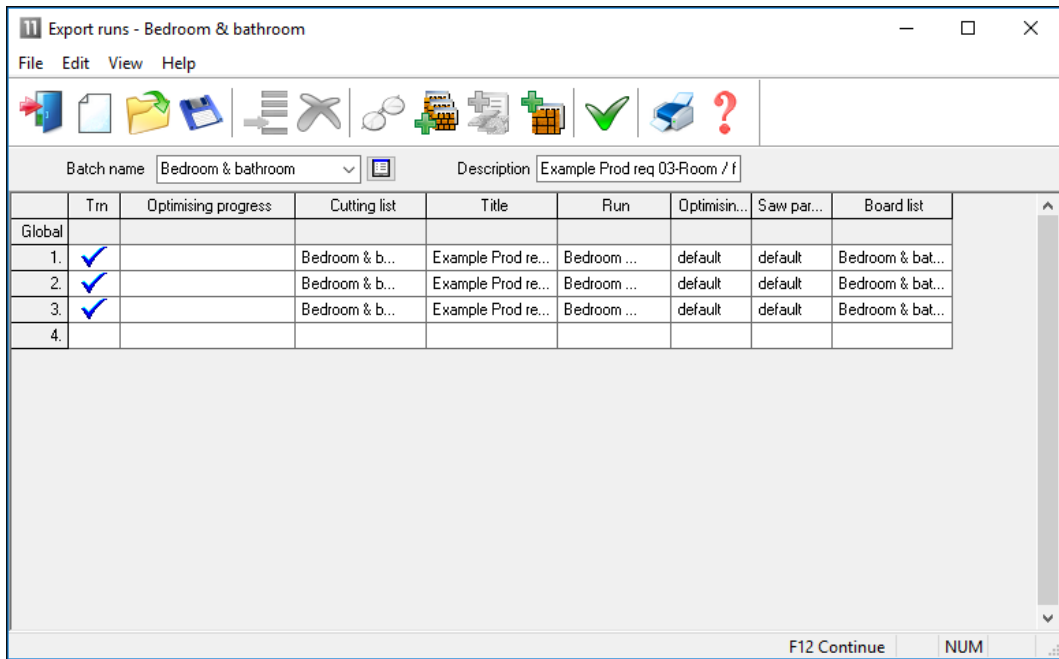 11 Export runs - Bedroom & bathroom
File Edit View Help
Batch name Bedroom & bathroom Description Example Prod req 03-Room / f
Trn Optimising progress Cutting list Title Run Optimisin... Saw par... Board list
Global
1. Bedroom & b... Example Prod re... Bedroom ... default default Bedroom & bat...
2. Bedroom & b... Example Prod re... Bedroom ... default default Bedroom & bat...
3. Bedroom & b... Example Prod re... Bedroom ... default default Bedroom & bat...
4.
F12 Continue NUM